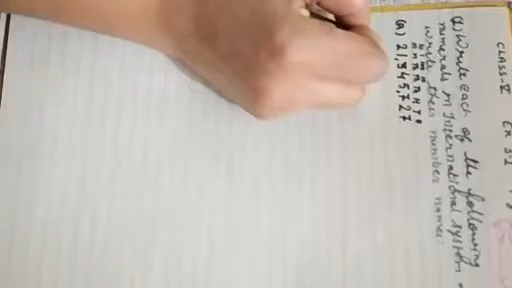 CLASS-V Ex 3.1
(1) Write each of the following
numerals in International system
write their number names:
(a) 21,345,727